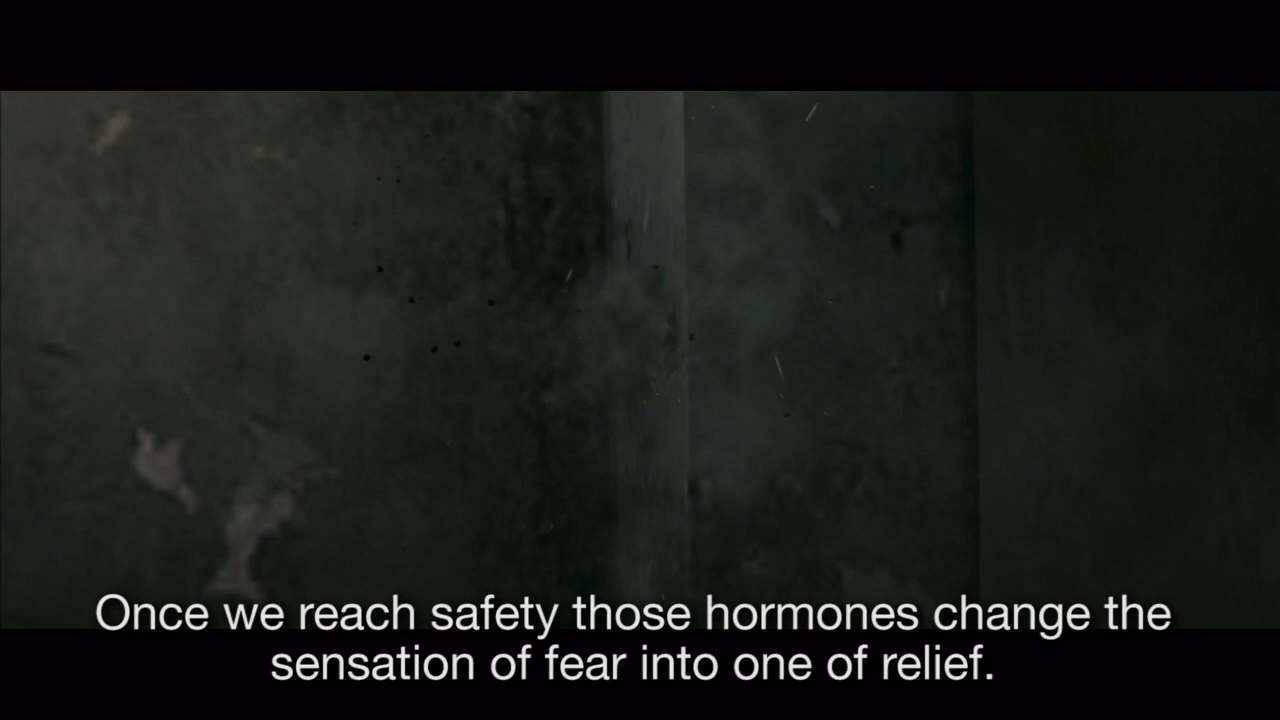 Once we reach safety those hormones change the
sensation of fear into one of relief.